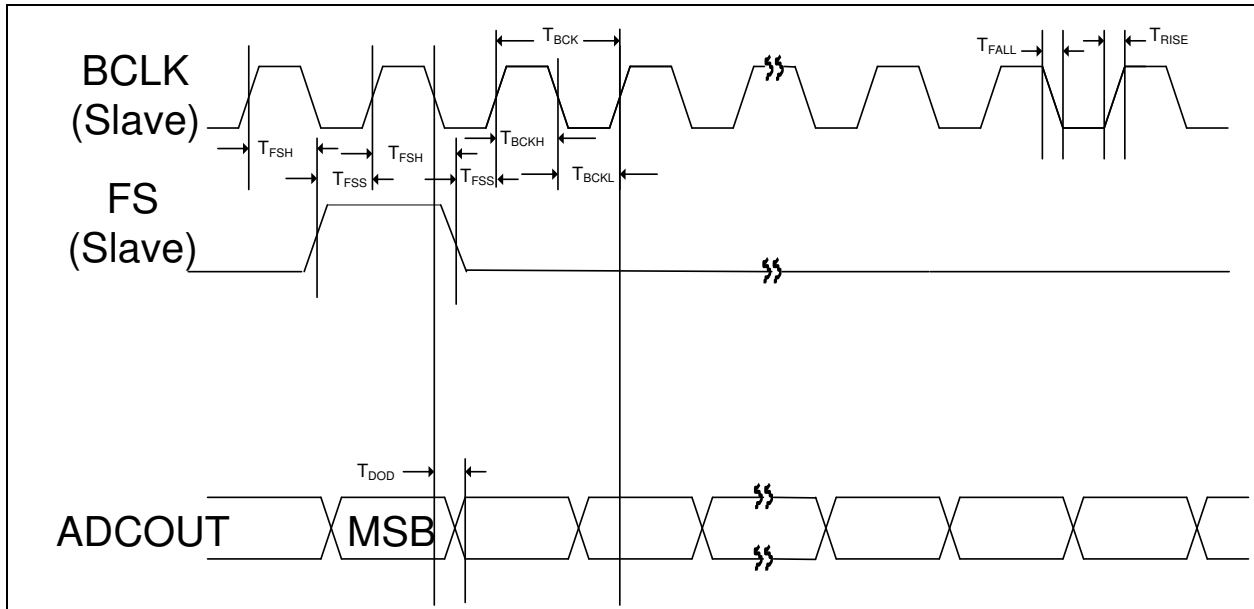 BCLK
(Slave)
TBCK
TFALL
TRISE
TFSH
TFSH
TBCKH
TFSS
TFSS
TBCKL
FS
(Slave)
TDOD
ADCOUT
MSB